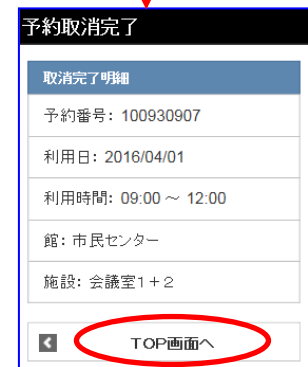 予約取消完了
取消完了明細
予約番号: 100930907
利用日: 2016/04/01
利用時間: 09:00 ～ 12:00
館: 市民センター
施設: 会議室1+2
TOP画面へ